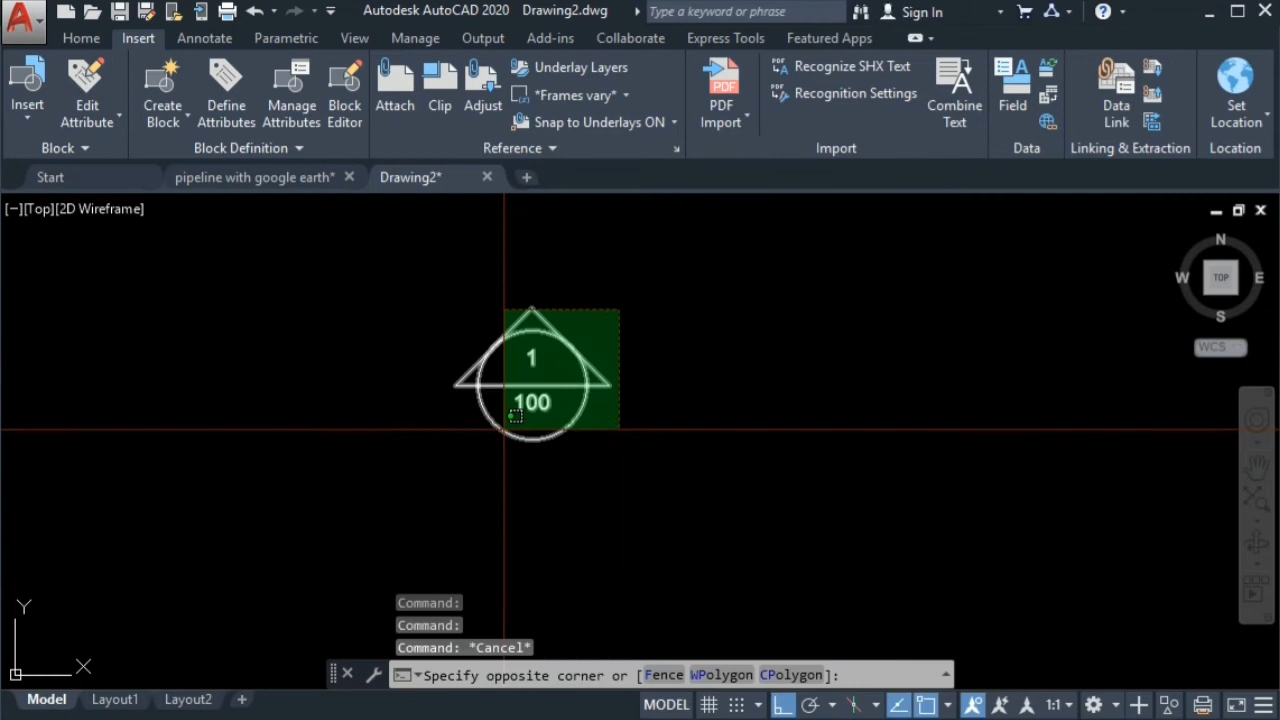 Autodesk AutoCAD 2020 Drawing2.dwg Type a keyword or phrase Sign In
Home Insert Annotate Parametric View Manage Output Add-ins Collaborate Express Tools Featured Apps
Insert
Edit
Attribute
Block
Create
Block
Define
Attributes
Manage
Attributes
Block
Editor
Block Definition
Attach Clip Adjust
Underlay Layers
*Frames vary*
Snap to Underlays ON
Reference
PDF
PDF
Import
Recognize SHX Text
Recognition Settings
Combine
Text
Import
Field
Data
Data
Link
Linking & Extraction
Set
Location
Location
Start pipeline with google earth* Drawing2*
[−][Top][2D Wireframe]
N
W TOP E
S
WCS
1
100
Y
X
Command:
Command:
Command: *Cancel*
Specify opposite corner or [Fence WPolygon CPolygon]:
Model Layout1 Layout2
MODEL 1:1